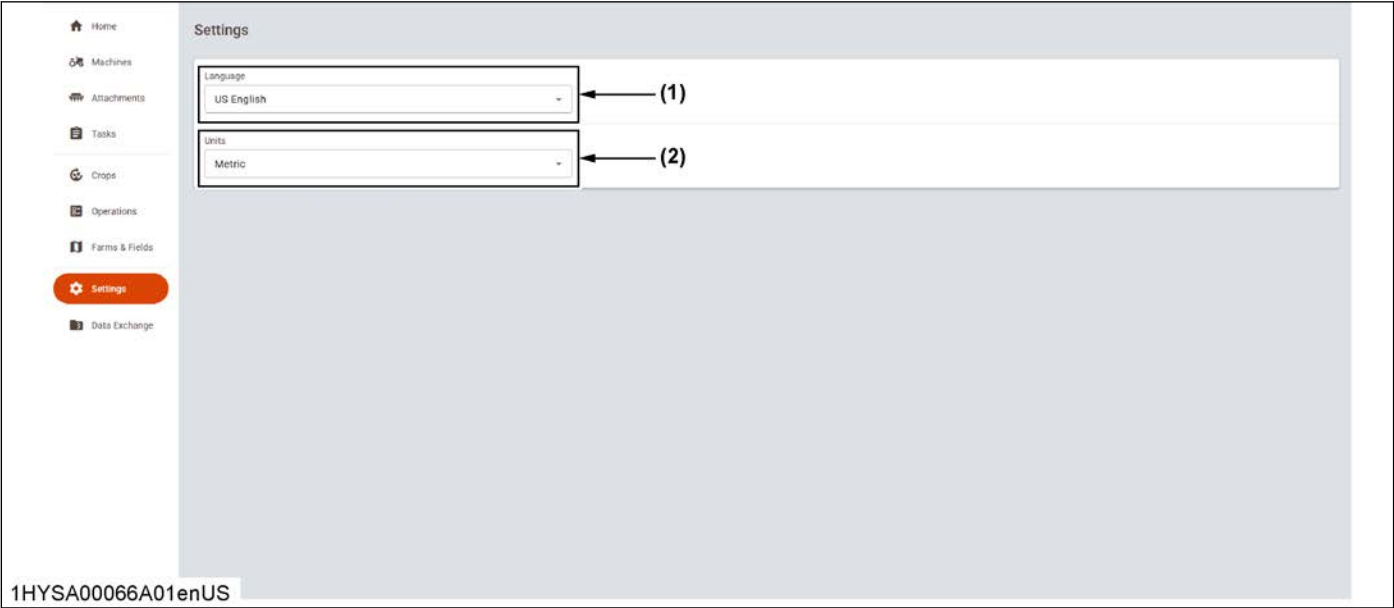 Home
Machines
Attachments
Tasks
Crops
Operations
Farms & Fields
Settings
Data Exchange
Settings
Language
US English
(1)
Units
Metric
(2)
1HYSA00066A01enUS